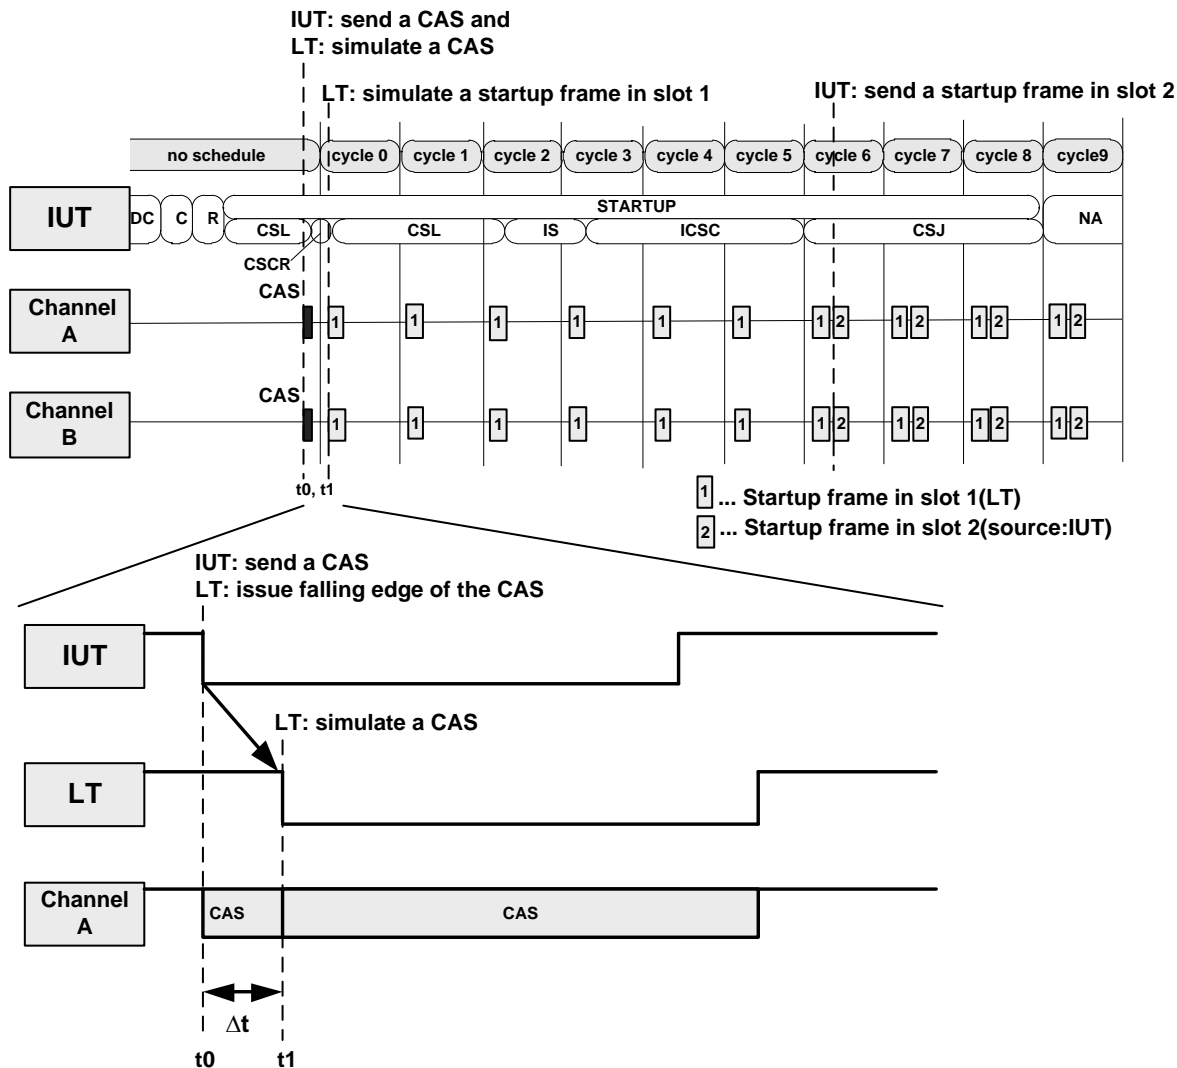 IUT: send a CAS and
LT: simulate a CAS
LT: simulate a startup frame in slot 1
IUT: send a startup frame in slot 2
no schedule
cycle 0
cycle 1
cycle 2
cycle 3
cycle 4
cycle 5
cycle 6
cycle 7
cycle 8
cycle9
IUT
DC
C
R
STARTUP
NA
CSL
CSL
IS
ICSC
CSJ
CSCR
CAS
Channel
A
1
1
1
1
1
1
1 2
1 2
1 2
1 2
CAS
Channel
B
1
1
1
1
1
1
1 2
1 2
1 2
1 2
t0, t1
1 ... Startup frame in slot 1(LT)
2 ... Startup frame in slot 2(source:IUT)
IUT: send a CAS
LT: issue falling edge of the CAS
IUT
LT: simulate a CAS
LT
Channel
A
CAS
CAS
Δt
t0
t1